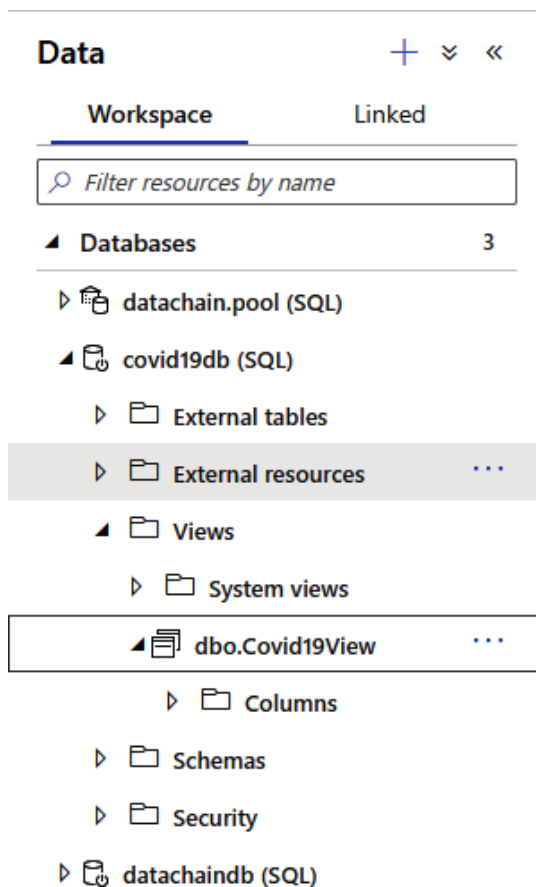 Data
Workspace Linked
Filter resources by name
Databases 3
datachain.pool (SQL)
covid19db (SQL)
External tables
External resources ...
Views
System views
dbo.Covid19View ...
Columns
Schemas
Security
datachaindb (SQL)